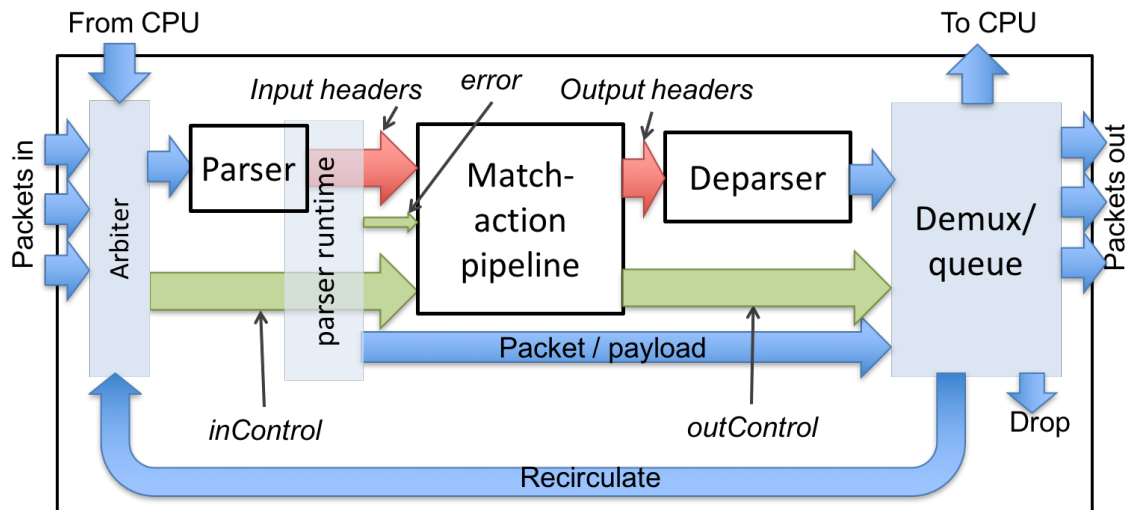 From CPU
To CPU
Input headers
error
Output headers
Packets in
Arbiter
Parser
parser runtime
Match-
action
pipeline
Deparser
Demux/
queue
Packets out
Packet / payload
inControl
outControl
Drop
Recirculate